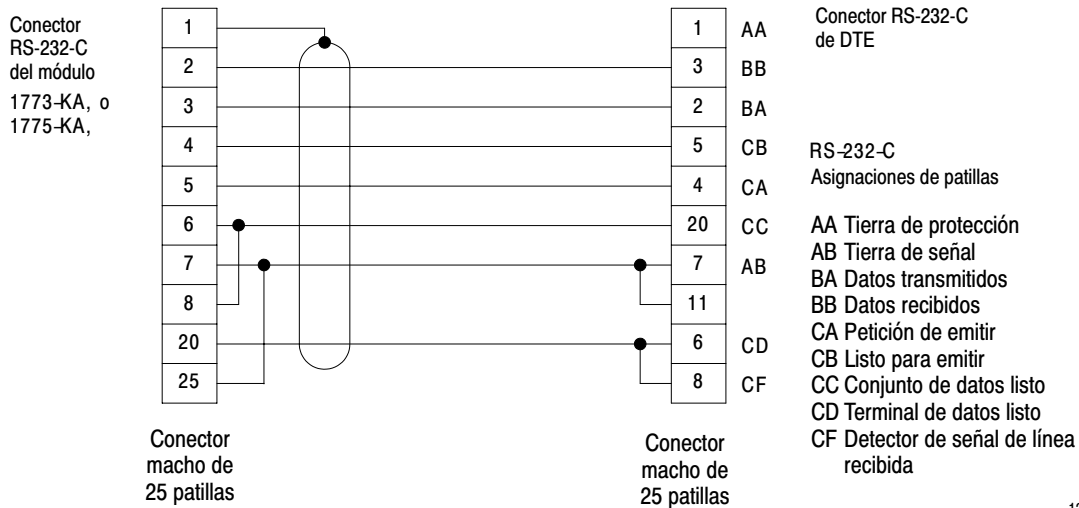 Conector
RS-232-C
del módulo
1773-KA, o
1775-KA,
1
2
3
4
5
6
7
8
20
25
Conector
macho de
25 patillas
1 AA
3 BB
2 BA
5 CB
4 CA
20 CC
7 AB
11
6 CD
8 CF
Conector
macho de
25 patillas
Conector RS-232-C
de DTE
RS-232-C
Asignaciones de patillas
AA Tierra de protección
AB Tierra de señal
BA Datos transmitidos
BB Datos recibidos
CA Petición de emitir
CB Listo para emitir
CC Conjunto de datos listo
CD Terminal de datos listo
CF Detector de señal de línea
recibida